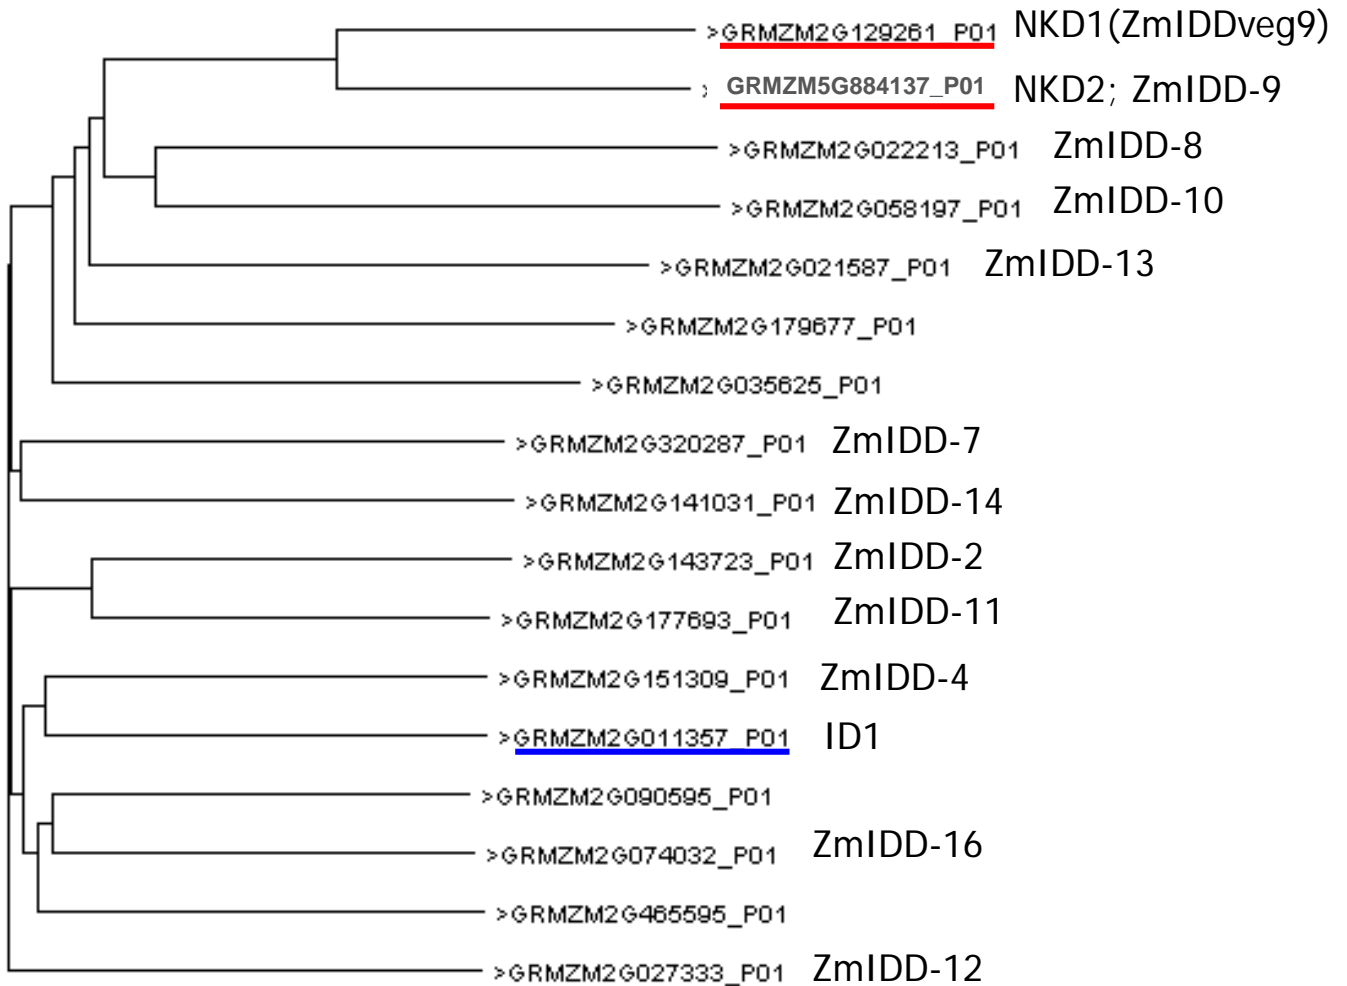 >GRMZM2G129261_P01 NKD1(ZmIDDveg9)
> GRMZM5G884137_P01 NKD2; ZmIDD-9
>GRMZM2G022213_P01 ZmIDD-8
>GRMZM2G058197_P01 ZmIDD-10
>GRMZM2G021587_P01 ZmIDD-13
>GRMZM2G179677_P01
>GRMZM2G035625_P01
>GRMZM2G320287_P01 ZmIDD-7
>GRMZM2G141031_P01 ZmIDD-14
>GRMZM2G143723_P01 ZmIDD-2
>GRMZM2G177693_P01 ZmIDD-11
>GRMZM2G151309_P01 ZmIDD-4
>GRMZM2G011357_P01 ID1
>GRMZM2G090595_P01
>GRMZM2G074032_P01 ZmIDD-16
>GRMZM2G465595_P01
>GRMZM2G027333_P01 ZmIDD-12